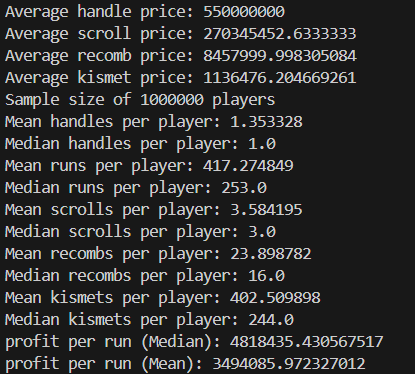 Average handle price: 550000000
Average scroll price: 270345452.6333333
Average recomb price: 8457999.998305084
Average kismet price: 1136476.204669261
Sample size of 1000000 players
Mean handles per player: 1.353328
Median handles per player: 1.0
Mean runs per player: 417.274849
Median runs per player: 253.0
Mean scrolls per player: 3.584195
Median scrolls per player: 3.0
Mean recombs per player: 23.898782
Median recombs per player: 16.0
Mean kismets per player: 402.509898
Median kismets per player: 244.0
profit per run (Median): 4818435.430567517
profit per run (Mean): 3494085.972327012